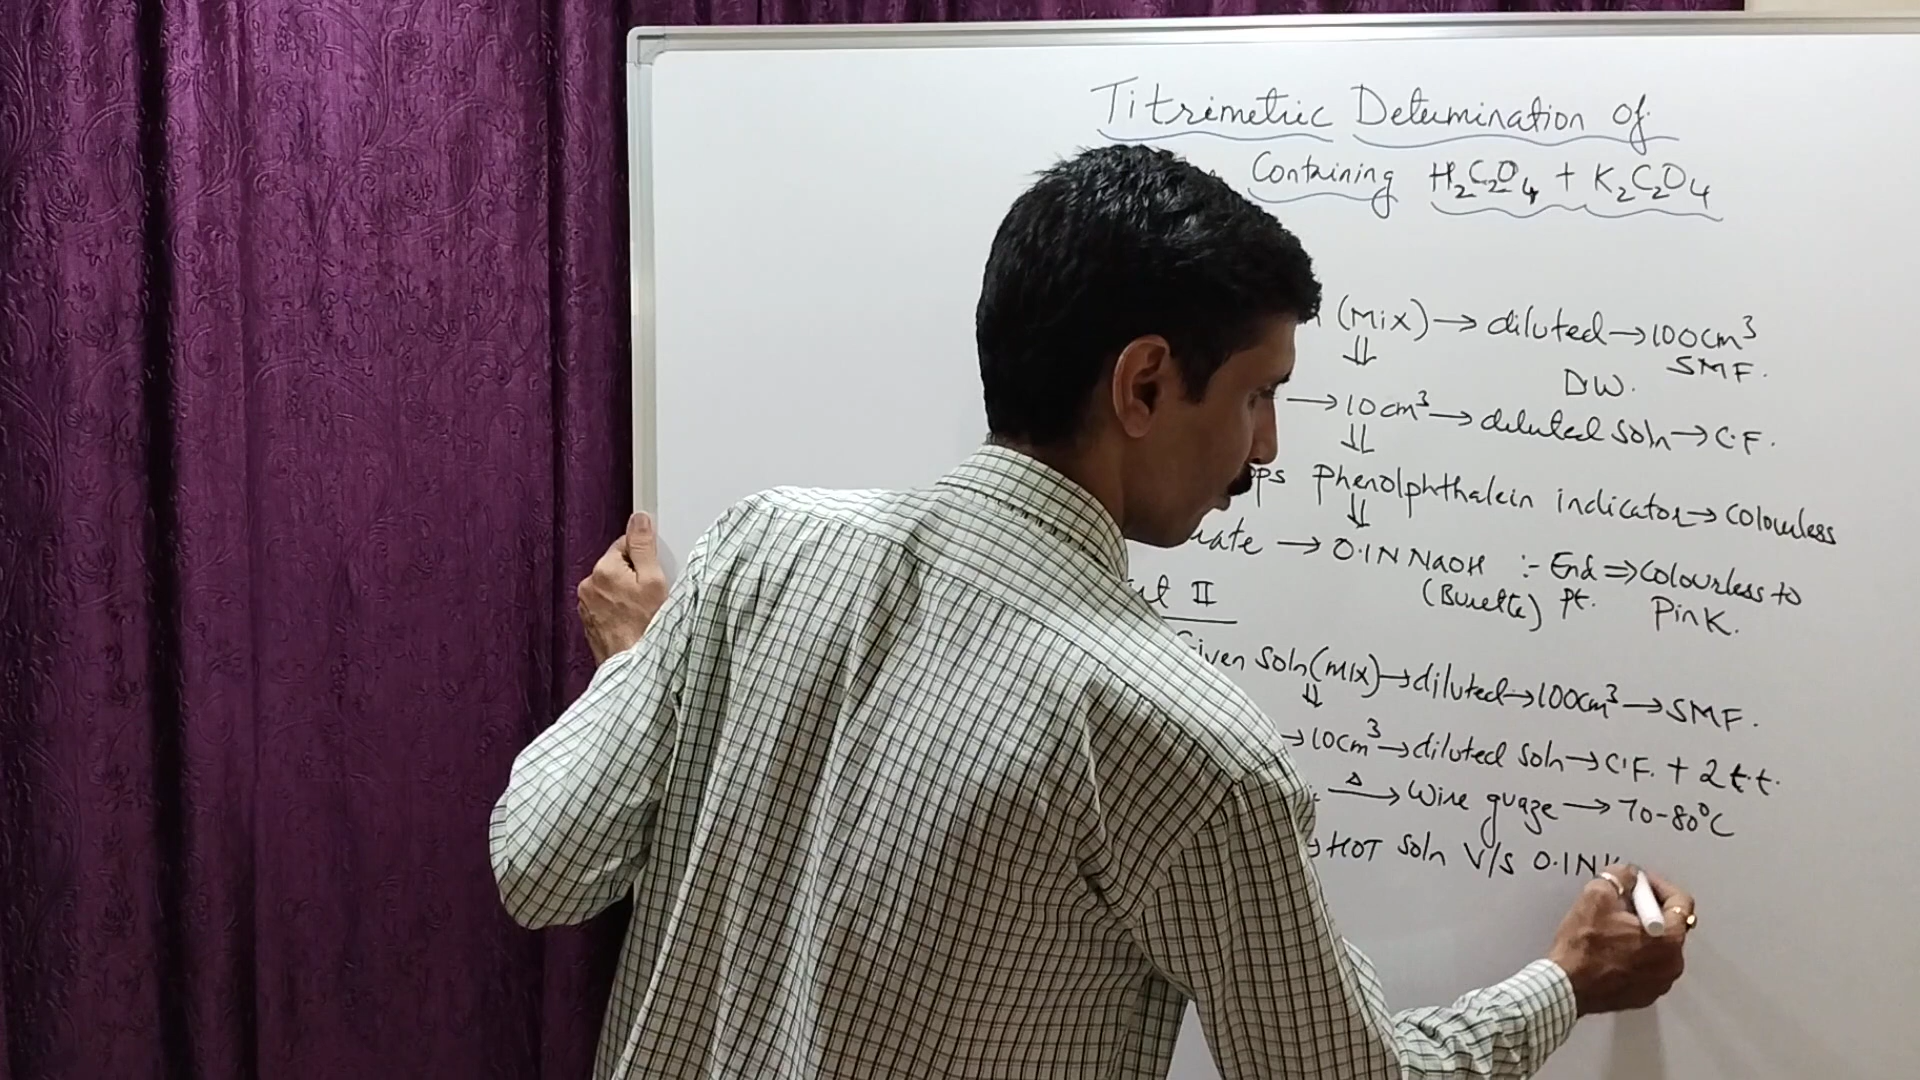 Titrimetric Determination of
Containing H₂C₂O₄ + K₂C₂O₄
(Mix) → diluted → 100cm³
⇓ D.W. SMF.
→ 10cm³ → diluted soln → C.F.
⇓
Phenolphthalein indicator → Colourless
⇓
→ 0.1N NaOH :- End ⇒ Colourless to
(Burette) pt. Pink.
II
Given Soln (mix) → diluted → 100cm³ → SMF.
⇓
→ 10cm³ → diluted soln → C.F. + 2 t.t.
Δ → Wire guaze → 70-80°C
HOT Soln V/S 0.1N